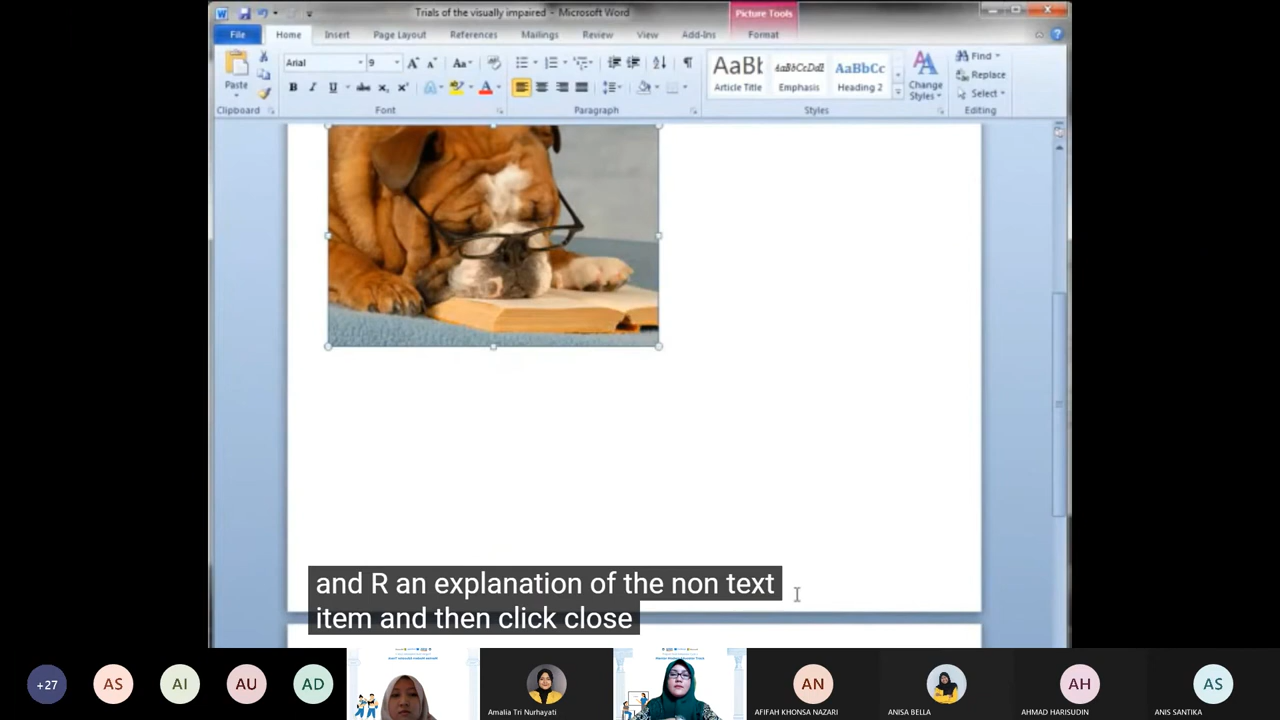 Trials of the visually impaired - Microsoft Word
Picture Tools
File Home Insert Page Layout References Mailings Review View Add-Ins Format
Arial 9
Paste
AaBb AaBbCcDdE AaBbCc
Article Title Emphasis Heading 2
Change Styles
Find
Replace
Select
Clipboard Font Paragraph Styles Editing
and R an explanation of the non text
item and then click close
+27 AS AI AU AD AN AH AS
Amalia Tri Nurhayati AFIFAH KHONSA NAZARI ANISA BELLA AHMAD HARISUDIN ANIS SANTIKA